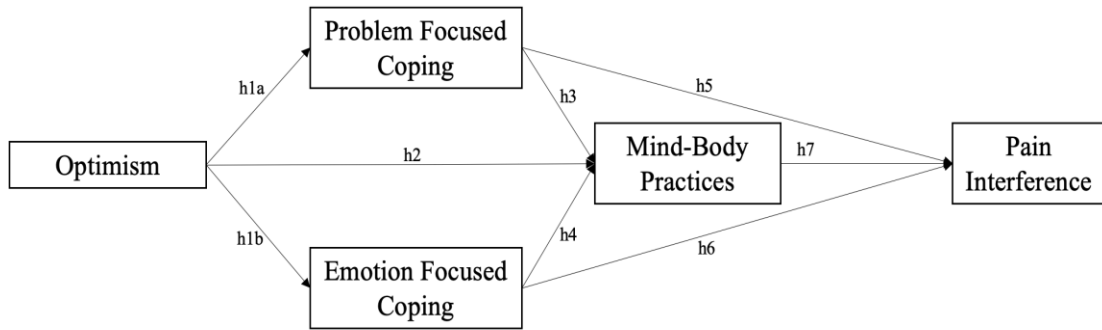 Problem Focused
Coping
h1a
h3
h5
Optimism
h2
Mind-Body
Practices
h7
Pain
Interference
h1b
h4
h6
Emotion Focused
Coping